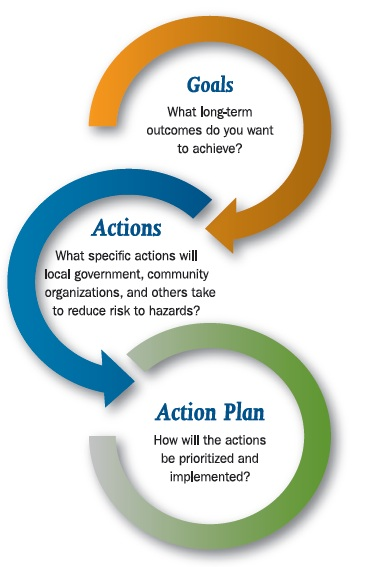 Goals
What long-term
outcomes do you want
to achieve?
Actions
What specific actions will
local government, community
organizations, and others take
to reduce risk to hazards?
Action Plan
How will the actions
be prioritized and
implemented?